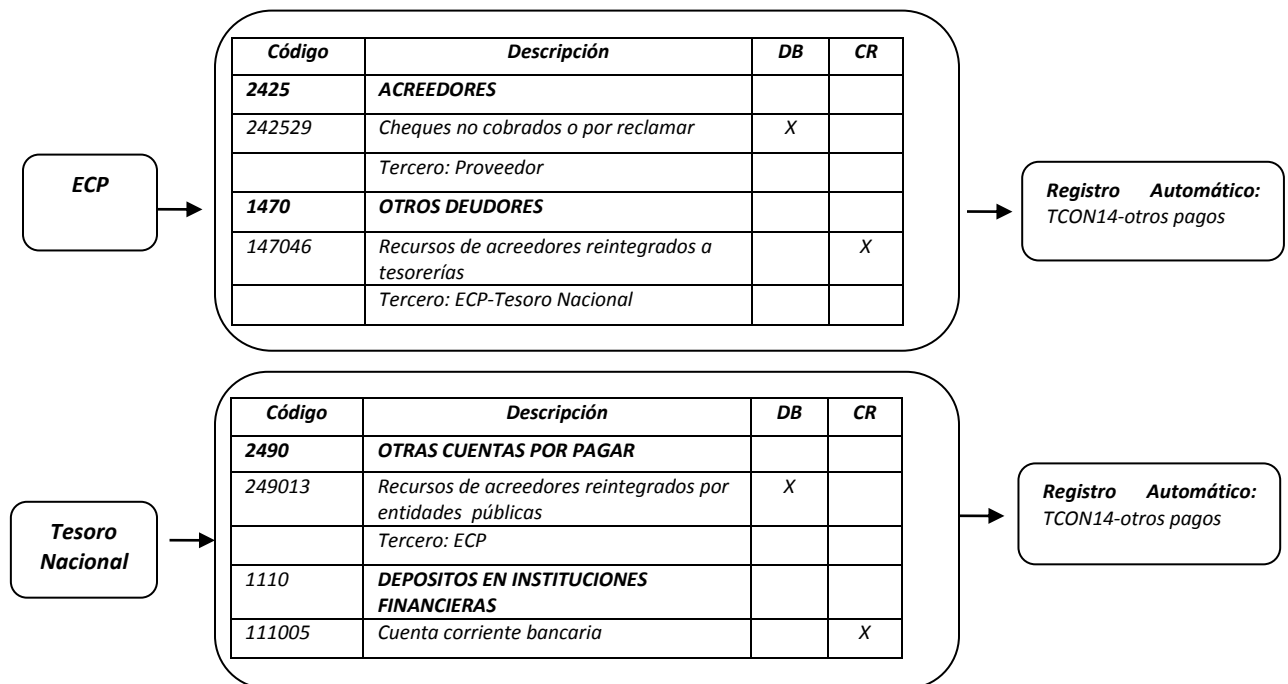 Código Descripción DB CR
2425 ACREEDORES
242529 Cheques no cobrados o por reclamar X
Tercero: Proveedor
1470 OTROS DEUDORES
147046 Recursos de acreedores reintegrados a
tesorerías X
Tercero: ECP-Tesoro Nacional
ECP
Registro Automático:
TCON14-otros pagos
Código Descripción DB CR
2490 OTRAS CUENTAS POR PAGAR
249013 Recursos de acreedores reintegrados por
entidades públicas X
Tercero: ECP
1110 DEPOSITOS EN INSTITUCIONES
FINANCIERAS
111005 Cuenta corriente bancaria X
Tesoro
Nacional
Registro Automático:
TCON14-otros pagos